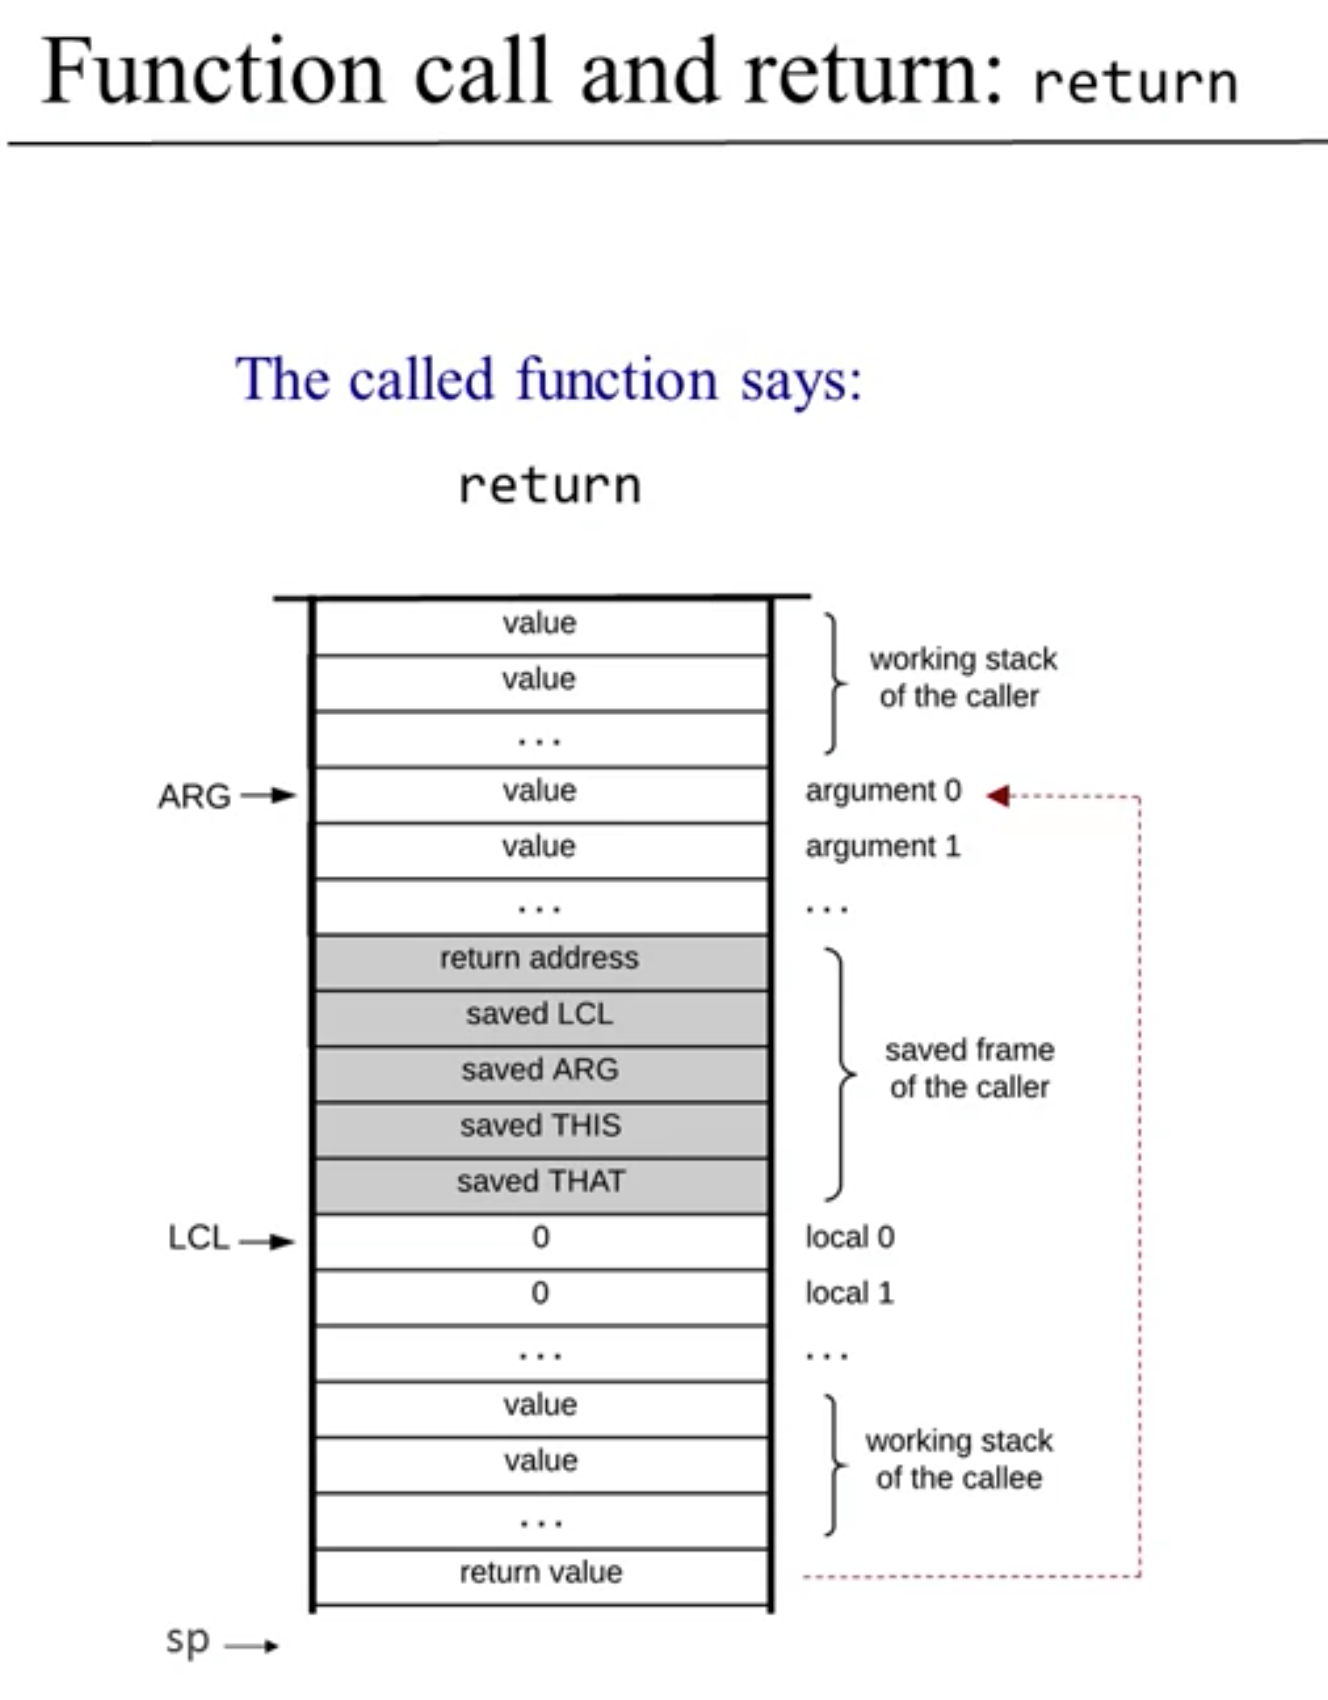 Function call and return: return
The called function says:
return
value
value
...
working stack
of the caller
ARG
value
argument 0
value
argument 1
...
...
return address
saved LCL
saved ARG
saved THIS
saved THAT
saved frame
of the caller
LCL
0
local 0
0
local 1
...
...
value
value
...
working stack
of the callee
return value
sp